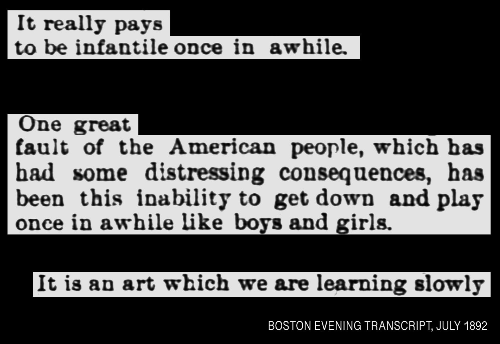 It really pays
to be infantile once in awhile.
One great
fault of the American people, which has
had some distressing consequences, has
been this inability to get down and play
once in awhile like boys and girls.
It is an art which we are learning slowly
BOSTON EVENING TRANSCRIPT, JULY 1892